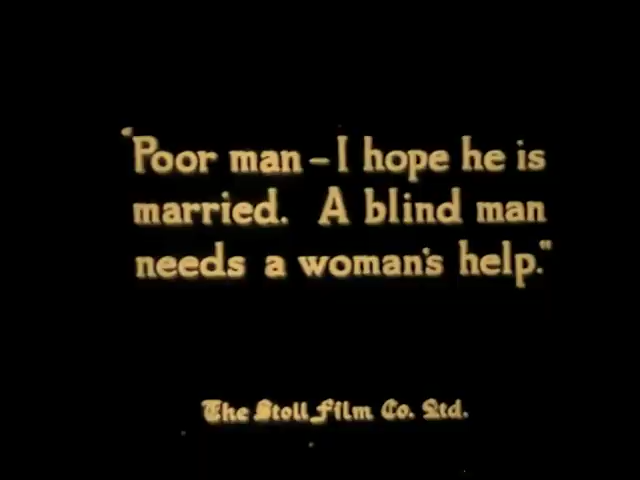 "Poor man – I hope he is
married. A blind man
needs a woman's help."
The Stoll Film Co. Ltd.